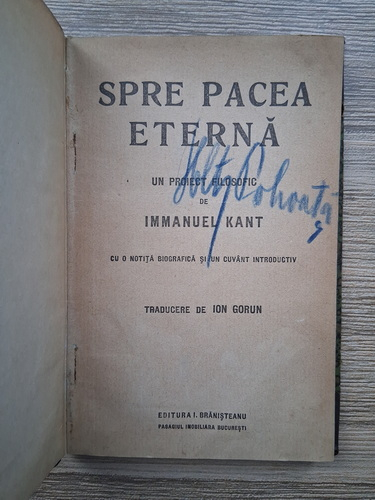 SPRE PACEA
ETERNĂ
UN PROIECT FILOSOFIC
DE
IMMANUEL KANT
CU O NOTIȚĂ BIOGRAFICĂ ȘI UN CUVÂNT INTRODUCTIV
TRADUCERE DE ION GORUN
EDITURA I. BRĂNIȘTEANU
PASAGIUL IMOBILIARA BUCUREȘTI